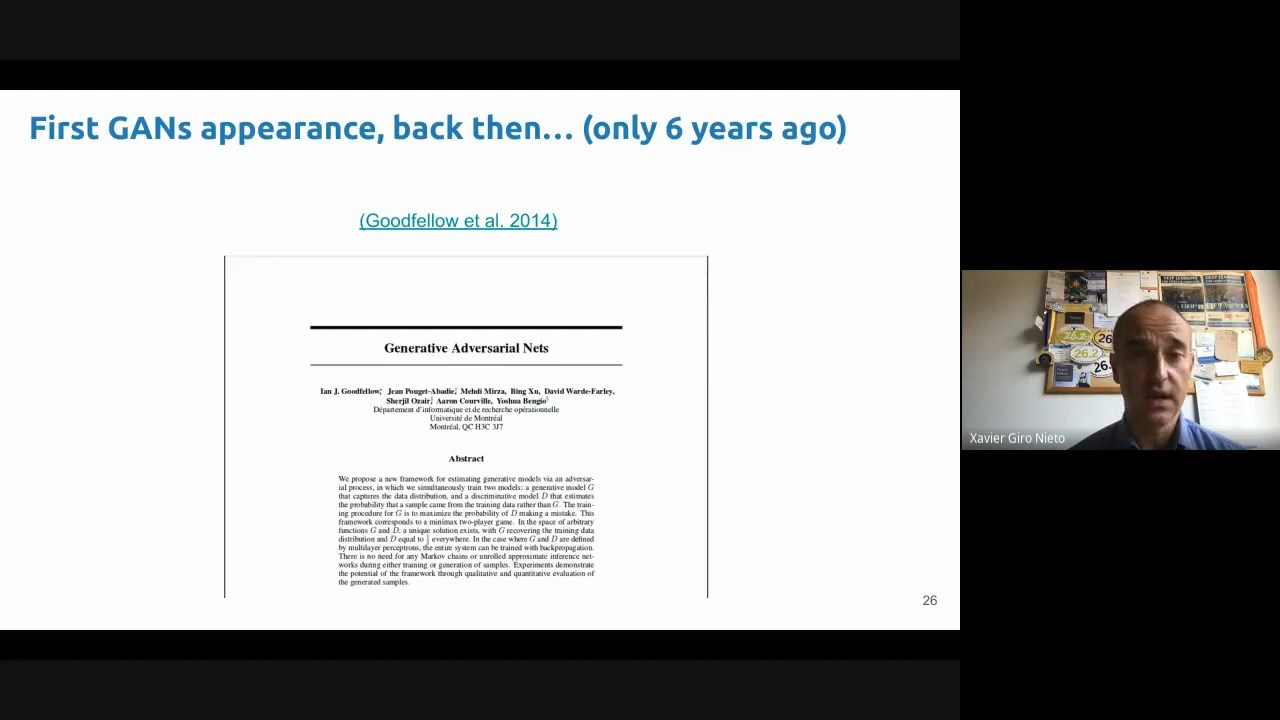 First GANs appearance, back then... (only 6 years ago)
(Goodfellow et al. 2014)
Generative Adversarial Nets
Ian J. Goodfellow, Jean Pouget-Abadie, Mehdi Mirza, Bing Xu, David Warde-Farley,
Sherjil Ozair, Aaron Courville, Yoshua Bengio
Département d'informatique et de recherche opérationnelle
Université de Montréal
Montréal, QC H3C 3J7
Abstract
We propose a new framework for estimating generative models via an adversar-
ial process, in which we simultaneously train two models: a generative model G
that captures the data distribution, and a discriminative model D that estimates
the probability that a sample came from the training data rather than G. The train-
ing procedure for G is to maximize the probability of D making a mistake. This
framework corresponds to a minimax two-player game. In the space of arbitrary
functions G and D, a unique solution exists, with G recovering the training data
distribution and D equal to 1/2 everywhere. In the case where G and D are defined
by multilayer perceptrons, the entire system can be trained with backpropagation.
There is no need for any Markov chains or unrolled approximate inference net-
works during either training or generation of samples. Experiments demonstrate
the potential of the framework through qualitative and quantitative evaluation of
the generated samples.
26
DEEP LEARNING
DEEP LEARNING
26.2
26.2
Xavier Giro Nieto